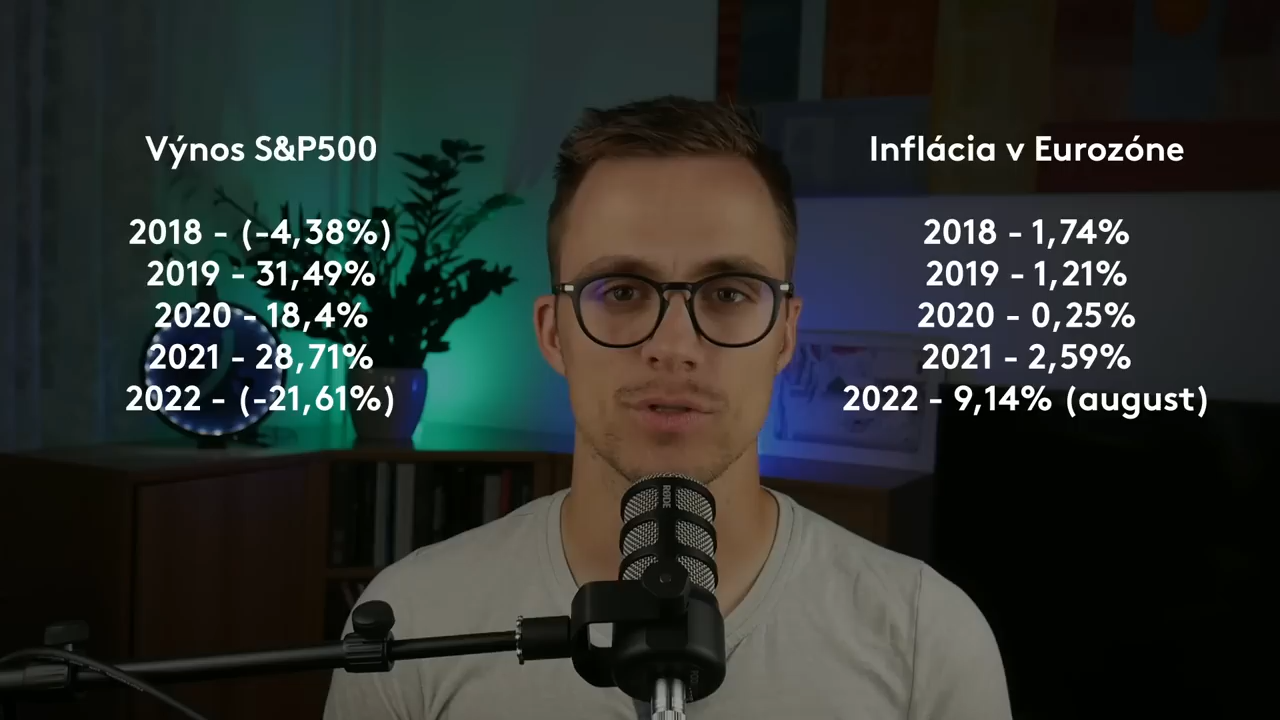 Výnos S&P500
2018 - (-4,38%)
2019 - 31,49%
2020 - 18,4%
2021 - 28,71%
2022 - (-21,61%)
Inflácia v Eurozóne
2018 - 1,74%
2019 - 1,21%
2020 - 0,25%
2021 - 2,59%
2022 - 9,14% (august)
RØDE